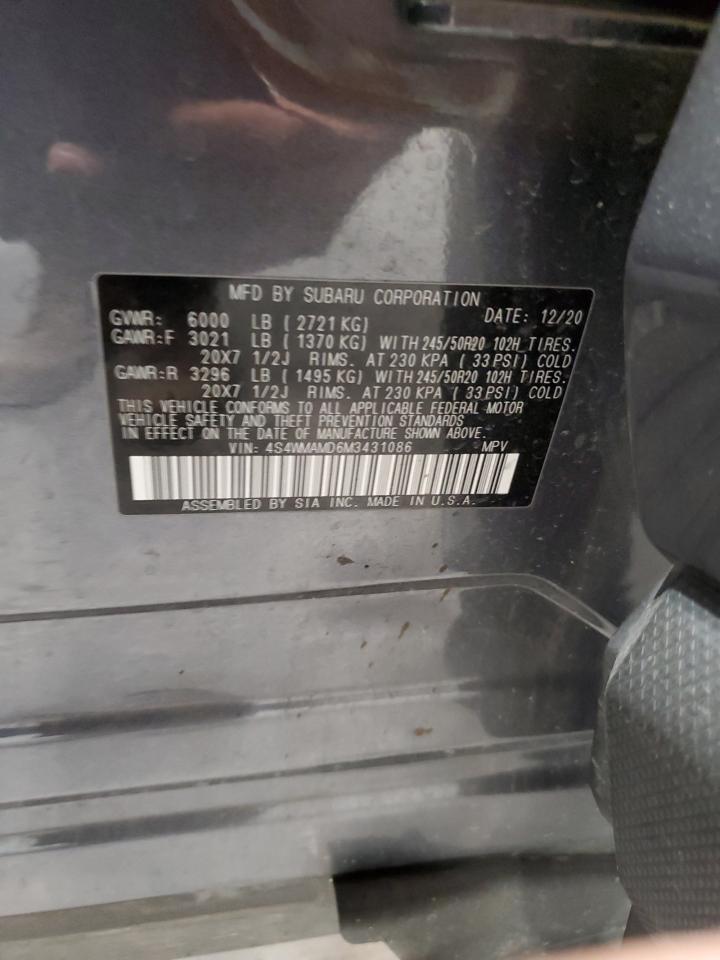 MFD BY SUBARU CORPORATION
GVWR: 6000 LB ( 2721 KG) DATE: 12/20
GAWR:F 3021 LB ( 1370 KG) WITH 245/50R20 102H TIRES.
20X7 1/2J RIMS. AT 230 KPA ( 33 PSI) COLD
GAWR:R 3296 LB ( 1495 KG) WITH 245/50R20 102H TIRES.
20X7 1/2J RIMS. AT 230 KPA ( 33 PSI) COLD
THIS VEHICLE CONFORMS TO ALL APPLICABLE FEDERAL MOTOR
VEHICLE SAFETY AND THEFT PREVENTION STANDARDS
IN EFFECT ON THE DATE OF MANUFACTURE SHOWN ABOVE.
VIN: 4S4WMAMD6M3431086 MPV
ASSEMBLED BY SIA INC. MADE IN U.S.A.